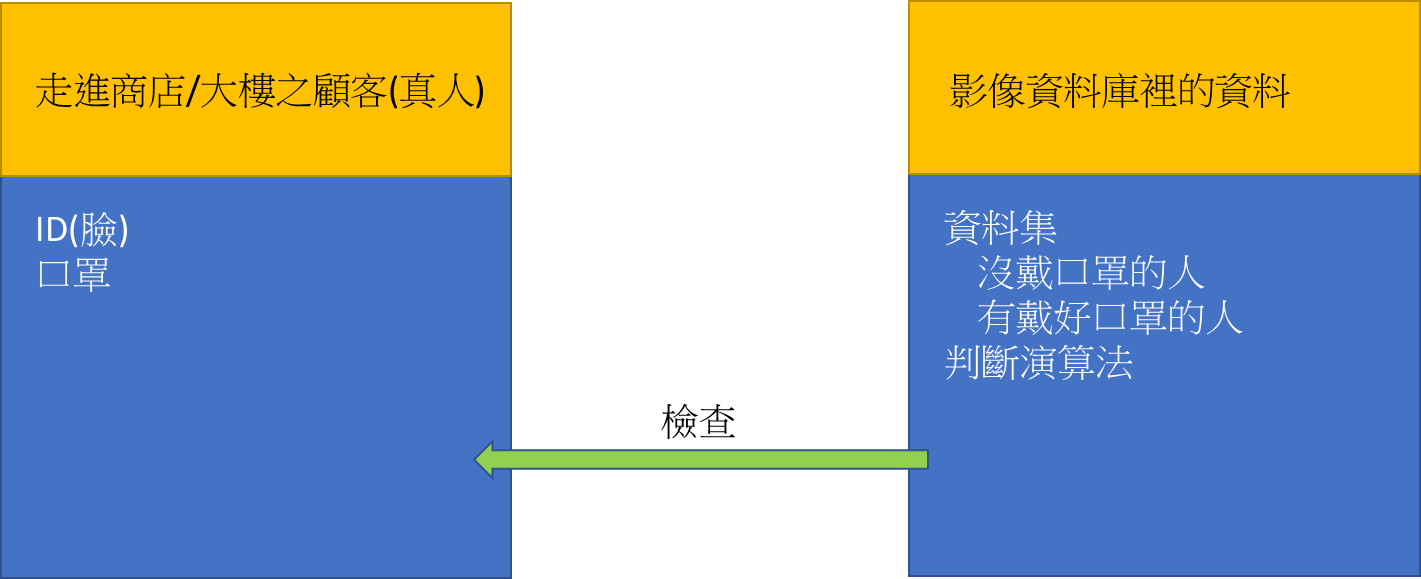 走進商店/大樓之顧客(真人)
ID(臉)
口罩
檢查
影像資料庫裡的資料
資料集
沒戴口罩的人
有戴好口罩的人
判斷演算法